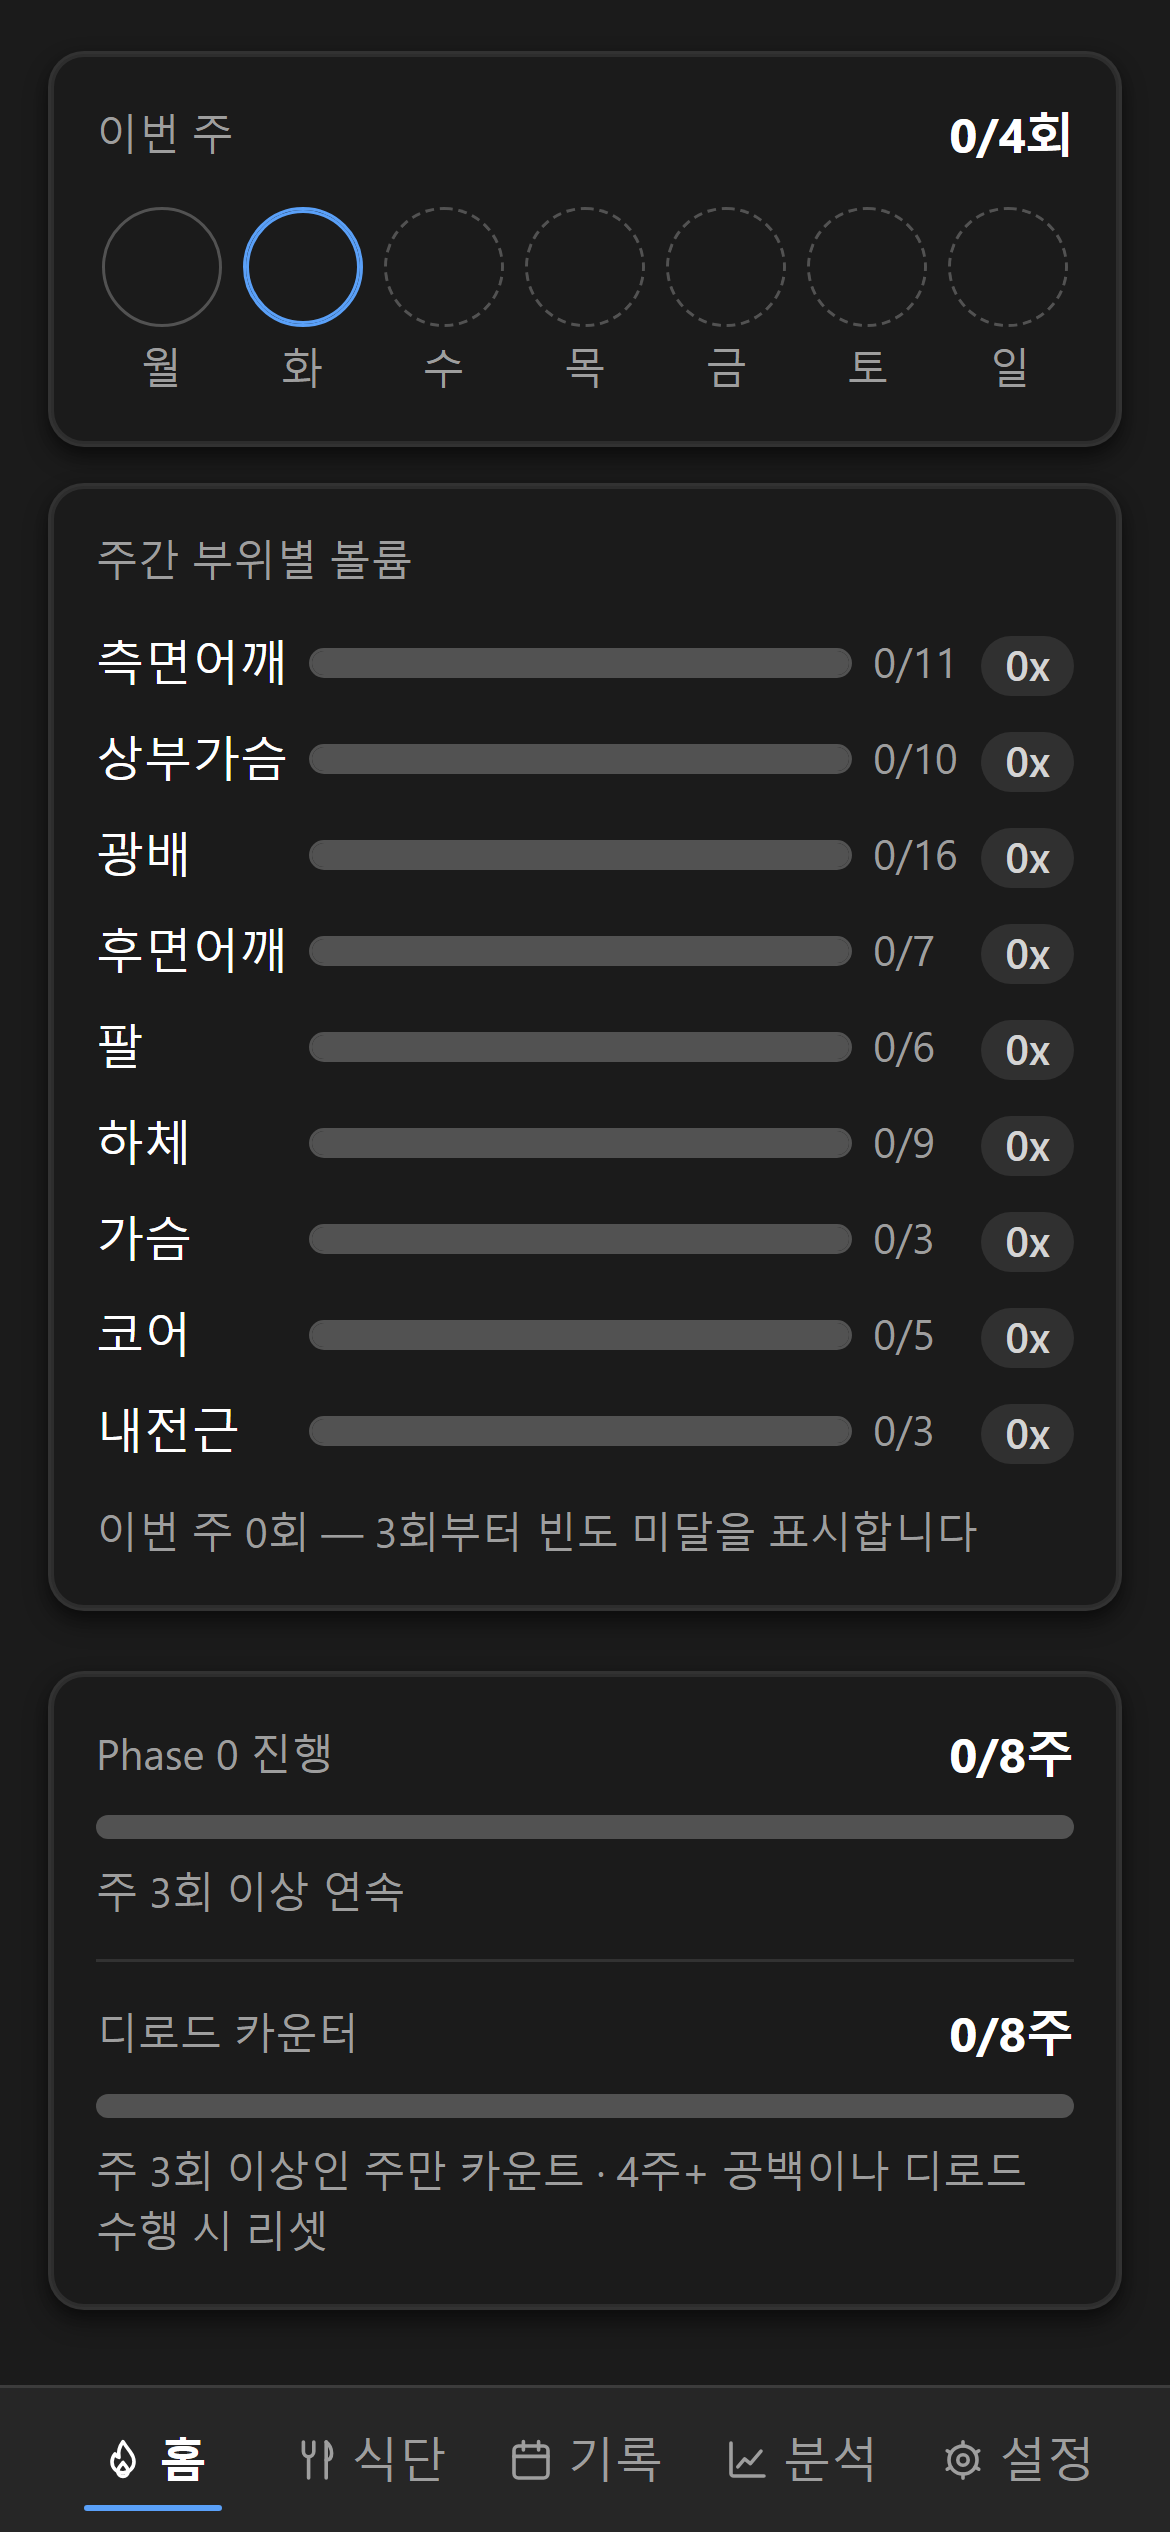 이번 주 0/4회
월 화 수 목 금 토 일
주간 부위별 볼륨
측면어깨 0/11 0x
상부가슴 0/10 0x
광배 0/16 0x
후면어깨 0/7 0x
팔 0/6 0x
하체 0/9 0x
가슴 0/3 0x
코어 0/5 0x
내전근 0/3 0x
이번 주 0회 — 3회부터 빈도 미달을 표시합니다
Phase 0 진행 0/8주
주 3회 이상 연속
디로드 카운터 0/8주
주 3회 이상인 주만 카운트 · 4주+ 공백이나 디로드
수행 시 리셋
홈 식단 기록 분석 설정